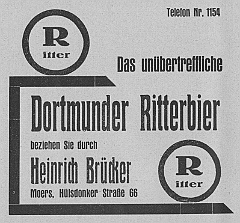 Telefon Nr. 1154
R
itter
Das unübertreffliche
Dortmunder Ritterbier
beziehen Sie durch
Heinrich Brücker
Moers, Hülsdonker Straße 66
R
itter